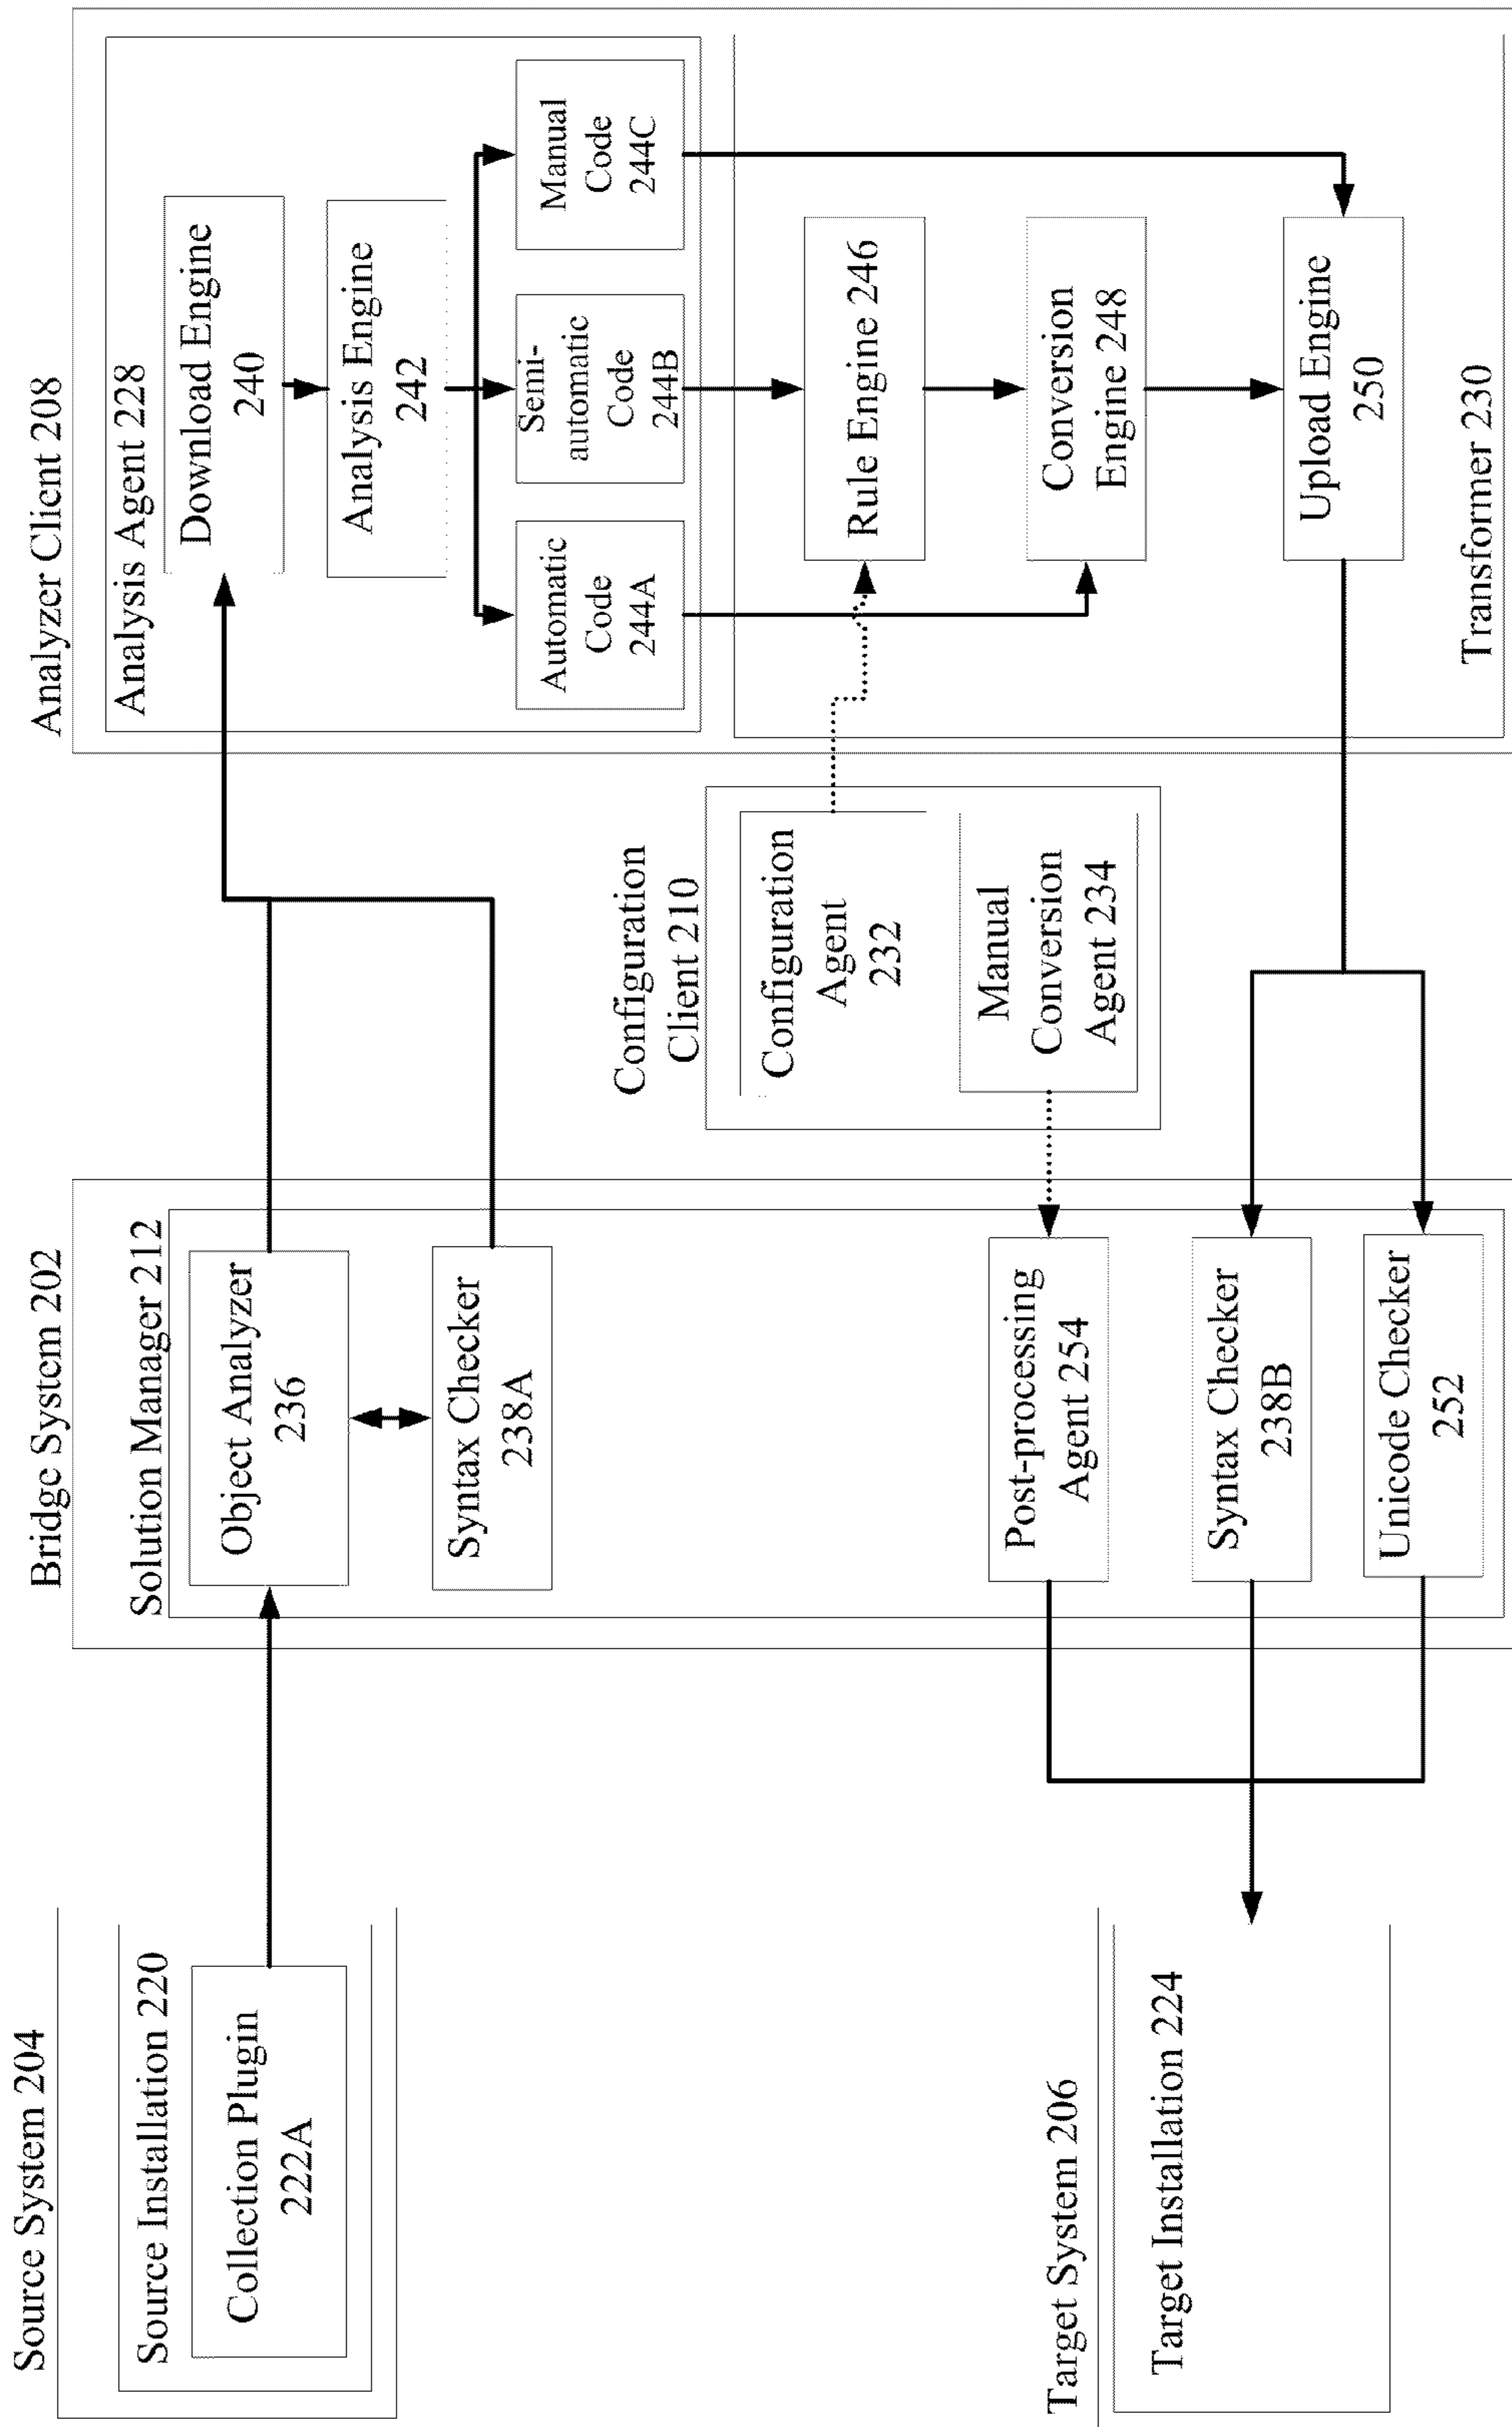 Source System 204
Source Installation 220
Collection Plugin
222A
Target System 206
Target Installation 224
Bridge System 202
Solution Manager 212
Object Analyzer
236
Syntax Checker
238A
Post-processing
Agent 254
Syntax Checker
238B
Unicode Checker
252
Configuration
Client 210
Configuration
Agent
232
Manual
Conversion
Agent 234
Analyzer Client 208
Analysis Agent 228
Download Engine
240
Analysis Engine
242
Automatic
Code
244A
Semi-
automatic
Code
244B
Manual
Code
244C
Rule Engine 246
Conversion
Engine 248
Upload Engine
250
Transformer 230